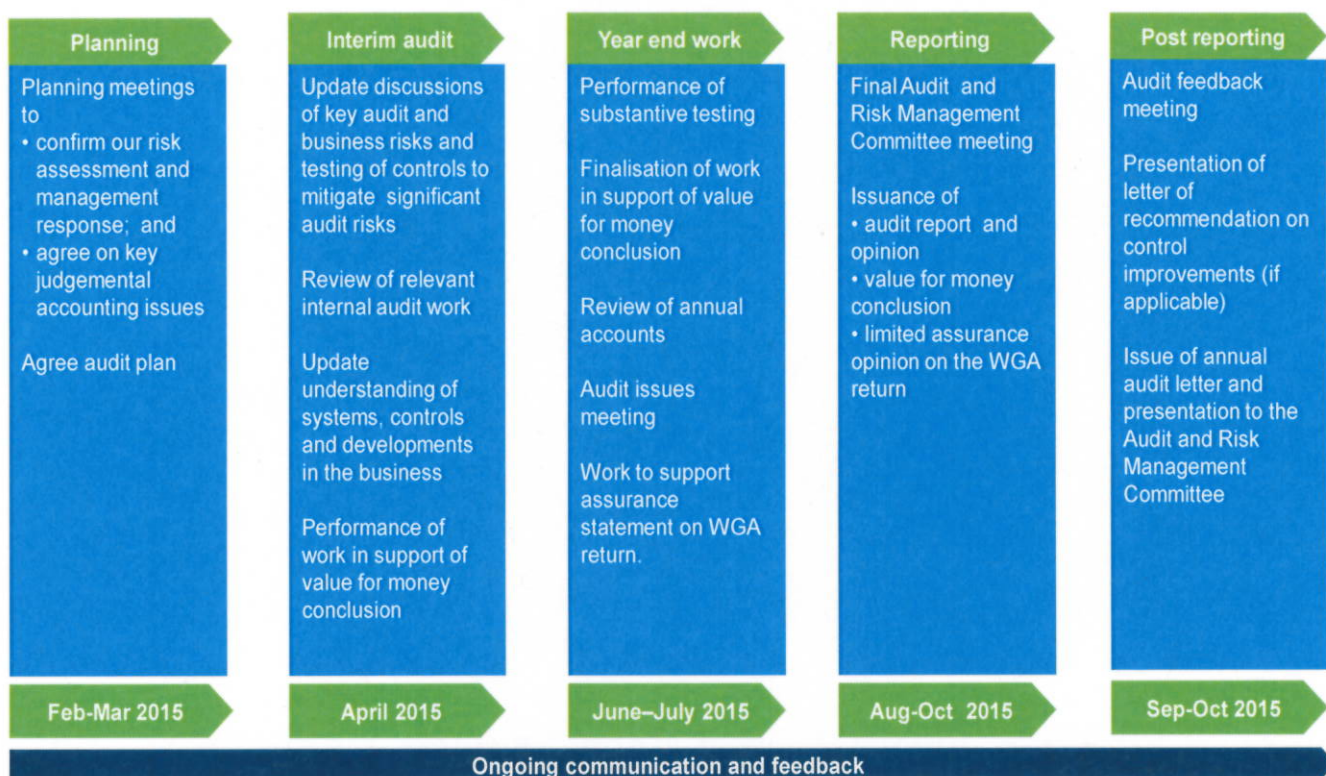 Planning
Planning meetings
to
• confirm our risk
assessment and
management
response; and
• agree on key
judgemental
accounting issues
Agree audit plan
Feb-Mar 2015
Interim audit
Update discussions
of key audit and
business risks and
testing of controls to
mitigate significant
audit risks
Review of relevant
internal audit work
Update
understanding of
systems, controls
and developments
in the business
Performance of
work in support of
value for money
conclusion
April 2015
Year end work
Performance of
substantive testing
Finalisation of work
in support of value
for money
conclusion
Review of annual
accounts
Audit issues
meeting
Work to support
assurance
statement on WGA
return.
June–July 2015
Reporting
Final Audit and
Risk Management
Committee meeting
Issuance of
• audit report and
opinion
• value for money
conclusion
• limited assurance
opinion on the WGA
return
Aug-Oct 2015
Post reporting
Audit feedback
meeting
Presentation of
letter of
recommendation on
control
improvements (if
applicable)
Issue of annual
audit letter and
presentation to the
Audit and Risk
Management
Committee
Sep-Oct 2015
Ongoing communication and feedback